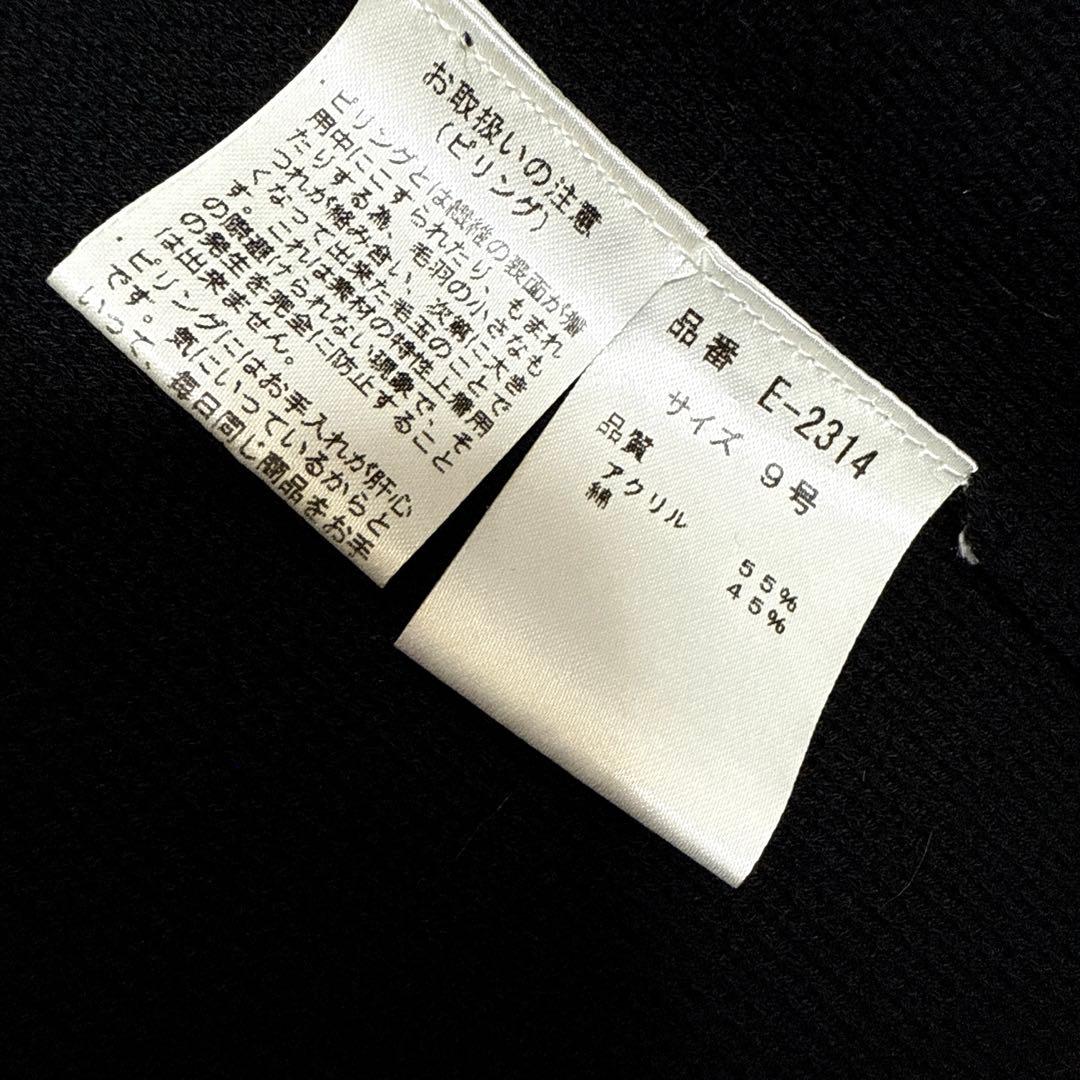 お取扱いの注意
(ピリング)
・ピリングとは繊維の表面が着
用中にこすられたり、もまれ
たりする為、毛羽の小さなも
つれが絡み合い、次第に大き
くなって出来た毛玉のことで
す。これは素材の特性上着用
の際避けられない現象で、そ
の発生を完全に防止すること
は出来ません。
・ピリングにはお手入れが肝心
です。気にいっているからと
いって、毎日同じ商品をお手
品番 E-2314
サイズ 9号
品質
アクリル 55%
綿 45%